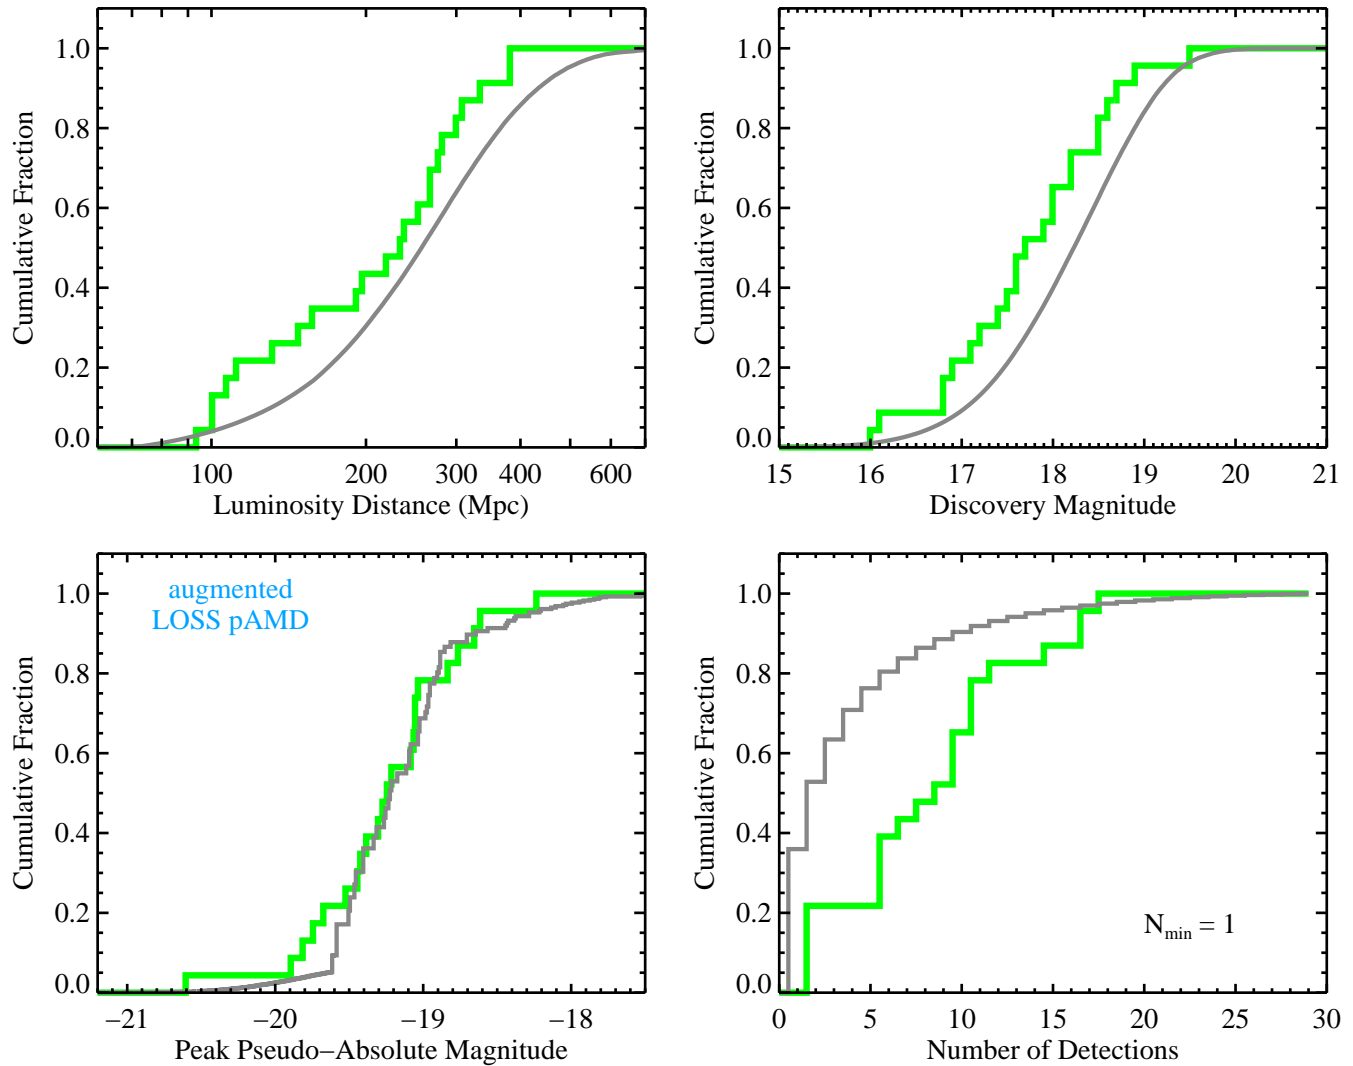 1.0
0.8
0.6
0.4
0.2
0.0
Cumulative Fraction
100 200 300 400 600
Luminosity Distance (Mpc)
1.0
0.8
0.6
0.4
0.2
0.0
Cumulative Fraction
15 16 17 18 19 20 21
Discovery Magnitude
augmented
LOSS pAMD
1.0
0.8
0.6
0.4
0.2
0.0
Cumulative Fraction
−21 −20 −19 −18
Peak Pseudo−Absolute Magnitude
1.0
0.8
0.6
0.4
0.2
0.0
Cumulative Fraction
N_min = 1
0 5 10 15 20 25 30
Number of Detections